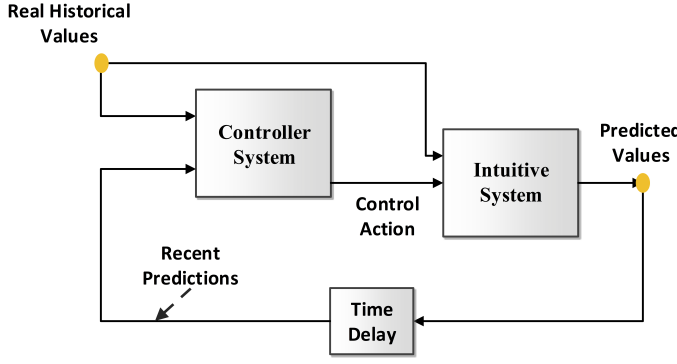 Real Historical
Values
Controller
System
Predicted
Values
Intuitive
System
Control
Action
Recent
Predictions
Time
Delay